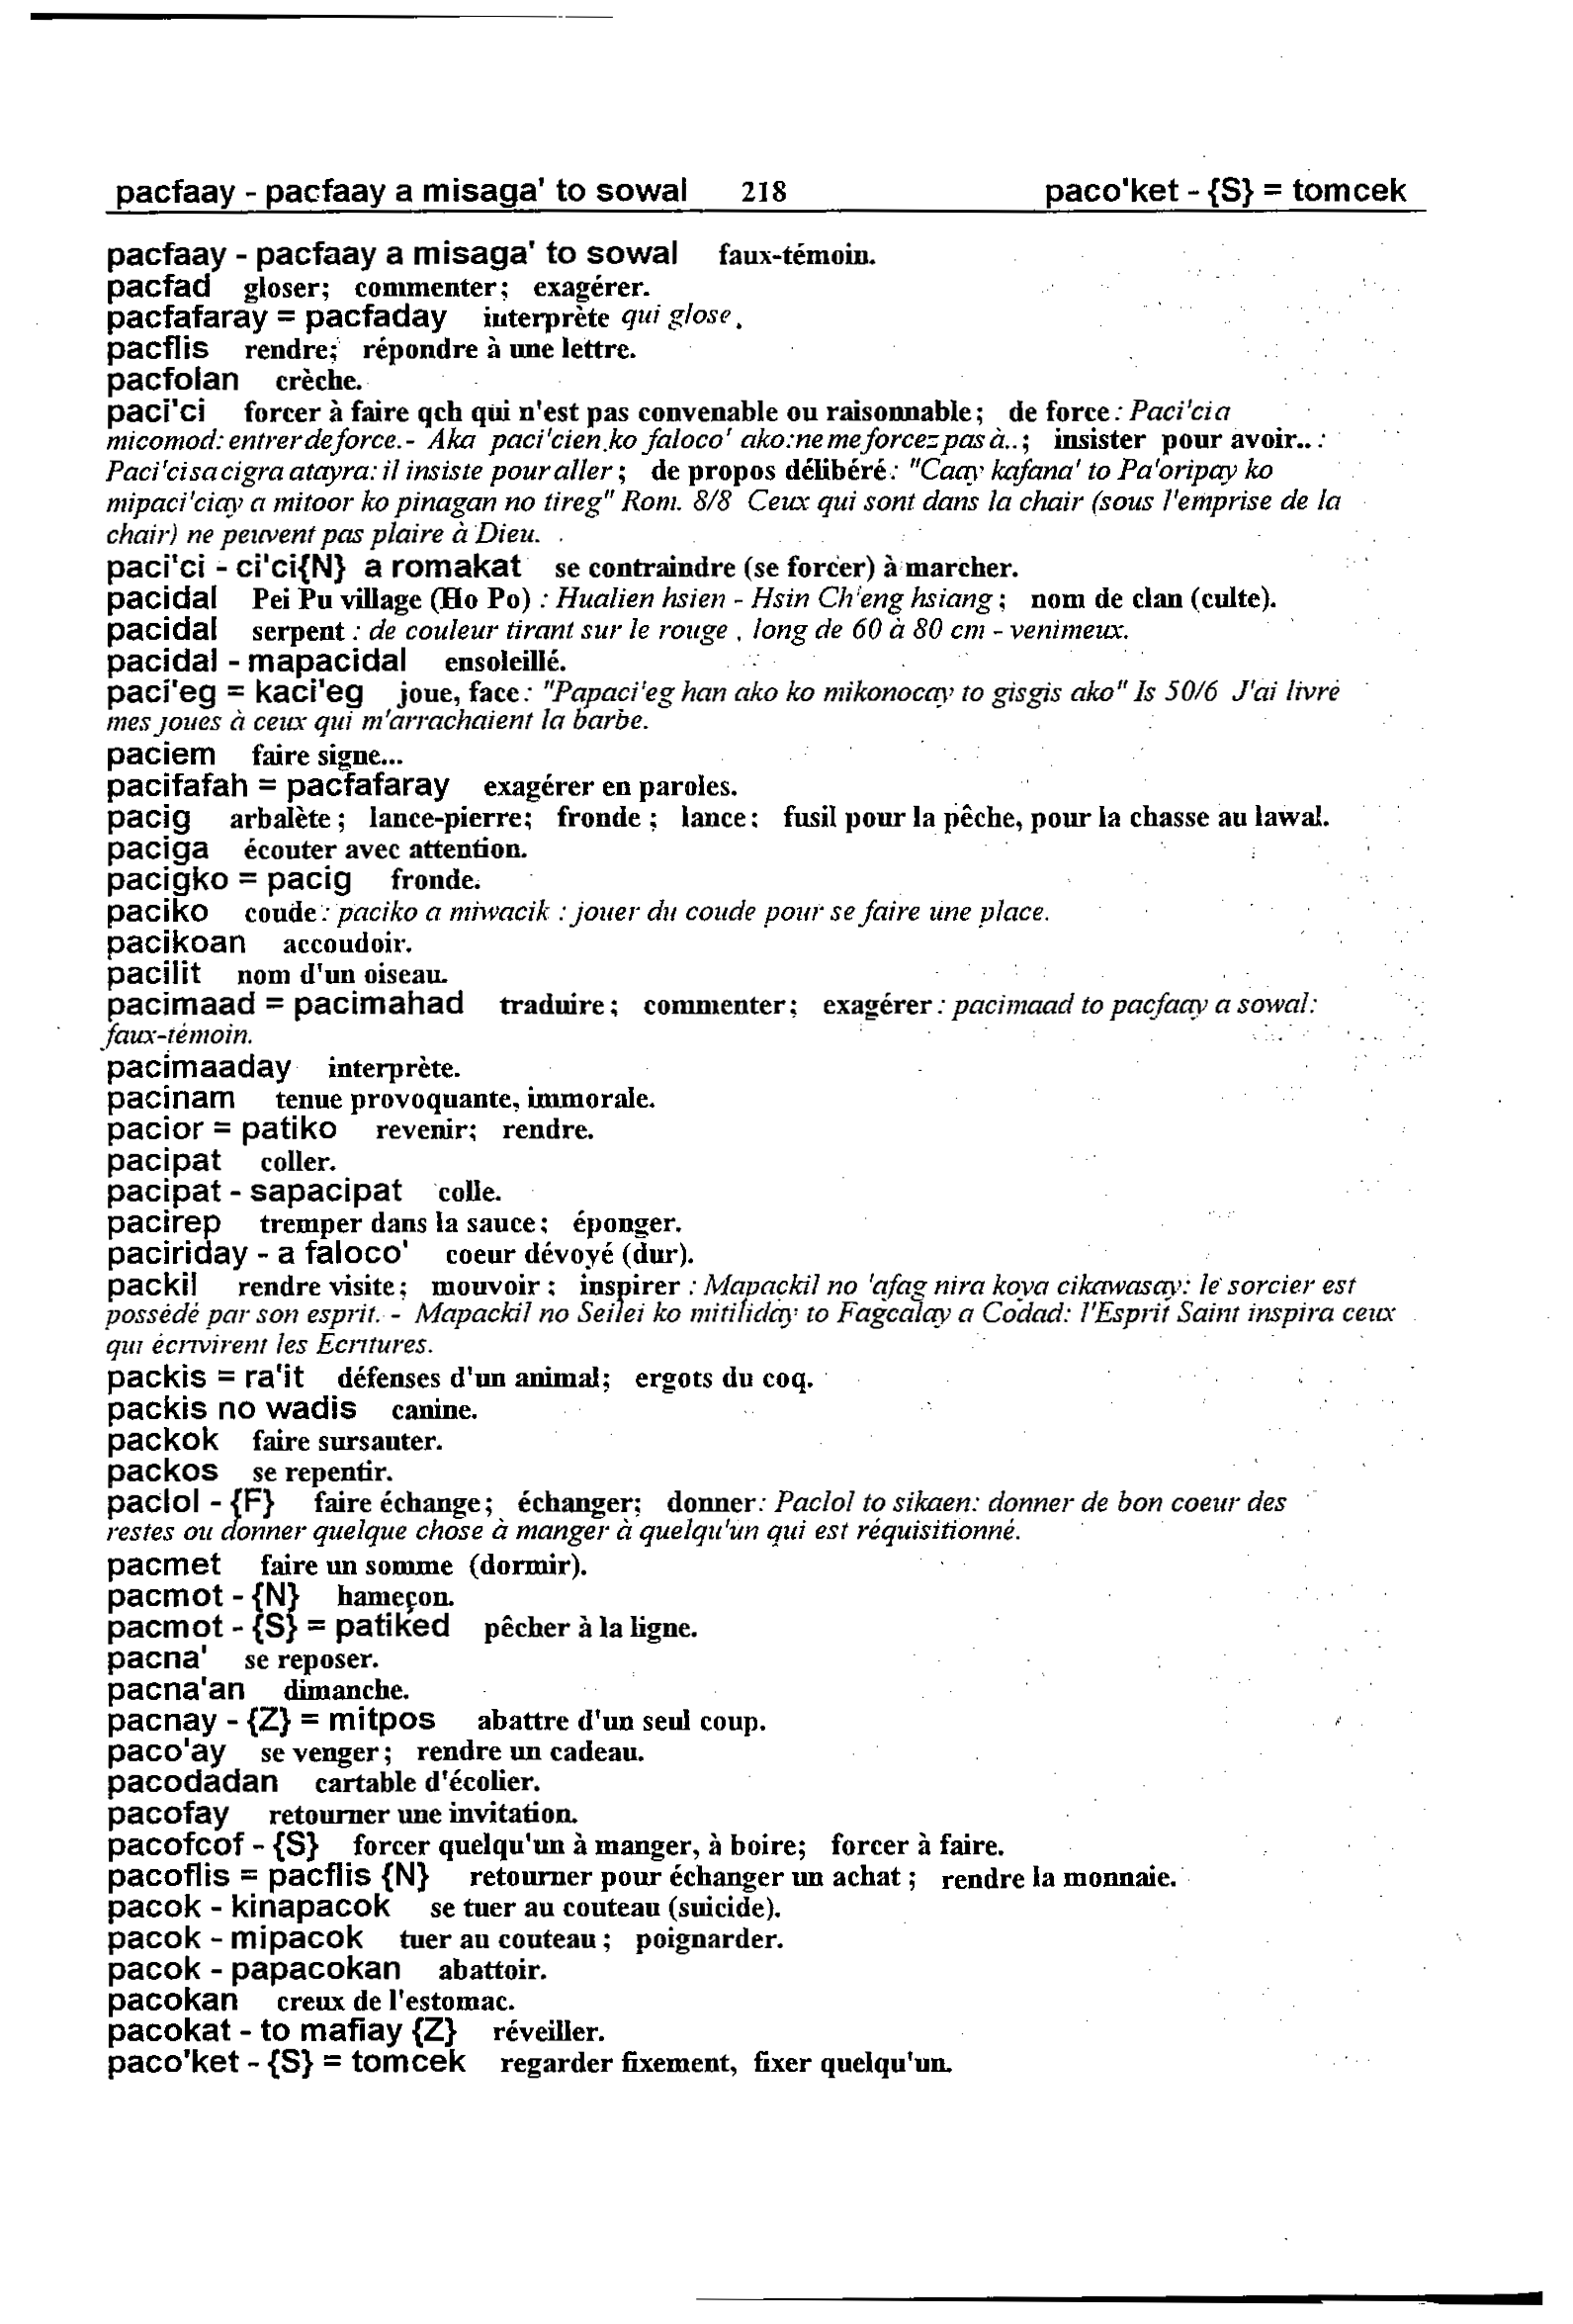 pacfaay - pacfaay a misaga' to sowal 218 paco'ket - {S} = tomcek
pacfaay - pacfaay a misaga' to sowal faux-témoin.
pacfad gloser; commenter; exagérer.
pacfafaray = pacfaday interprète qui glose.
pacflis rendre; répondre à une lettre.
pacfolan crèche.
paci'ci forcer à faire qch qui n'est pas convenable ou raisonnable; de force : Paci'ci a
micomod: entrer de force. - Aka paci'cien ko faloco' ako: ne me forcez pas à..; insister pour avoir.. :
Paci'ci sa cigra atayra: il insiste pour aller; de propos délibéré : "Caay kafana' to Pa'oripay ko
mipaci'ciay a mitoor ko pinagan no tireg" Rom. 8/8 Ceux qui sont dans la chair (sous l'emprise de la
chair) ne peuvent pas plaire à Dieu.
paci'ci - ci'ci{N} a romakat se contraindre (se forcer) à marcher.
pacidal Pei Pu village (Ho Po) : Hualien hsien - Hsin Ch'eng hsiang; nom de clan (culte).
pacidal serpent : de couleur tirant sur le rouge , long de 60 à 80 cm - venimeux.
pacidal - mapacidal ensoleillé.
paci'eg = kaci'eg joue, face : "Papaci'eg han ako ko mikonocay to gisgis ako" Is 50/6 J'ai livré
mes joues à ceux qui m'arrachaient la barbe.
paciem faire signe...
pacifafah = pacfafaray exagérer en paroles.
pacig arbalète; lance-pierre; fronde; lance; fusil pour la pêche, pour la chasse au lawal.
paciga écouter avec attention.
pacigko = pacig fronde.
paciko coude : paciko a miwacik : jouer du coude pour se faire une place.
pacikoan accoudoir.
pacilit nom d'un oiseau.
pacimaad = pacimahad traduire; commenter; exagérer : pacimaad to pacfaay a sowal:
faux-témoin.
pacimaaday interprète.
pacinam tenue provoquante, immorale.
pacior = patiko revenir; rendre.
pacipat coller.
pacipat - sapacipat colle.
pacirep tremper dans la sauce; éponger.
paciriday - a faloco' coeur dévoyé (dur).
packil rendre visite; mouvoir; inspirer : Mapackil no 'afag nira koya cikawasay: le sorcier est
possédé par son esprit. - Mapackil no Seilei ko mitiliday to Fagcalay a Codad: l'Esprit Saint inspira ceux
qui écrivirent les Ecritures.
packis = ra'it défenses d'un animal; ergots du coq.
packis no wadis canine.
packok faire sursauter.
packos se repentir.
paclol - {F} faire échange; échanger; donner : Paclol to sikaen: donner de bon coeur des
restes ou donner quelque chose à manger à quelqu'un qui est réquisitionné.
pacmet faire un somme (dormir).
pacmot - {N} hameçon.
pacmot - {S} = patiked pêcher à la ligne.
pacna' se reposer.
pacna'an dimanche.
pacnay - {Z} = mitpos abattre d'un seul coup.
paco'ay se venger; rendre un cadeau.
pacodadan cartable d'écolier.
pacofay retourner une invitation.
pacofcof - {S} forcer quelqu'un à manger, à boire; forcer à faire.
pacoflis = pacflis {N} retourner pour échanger un achat; rendre la monnaie.
pacok - kinapacok se tuer au couteau (suicide).
pacok - mipacok tuer au couteau; poignarder.
pacok - papacokan abattoir.
pacokan creux de l'estomac.
pacokat - to mafiay {Z} réveiller.
paco'ket - {S} = tomcek regarder fixement, fixer quelqu'un.